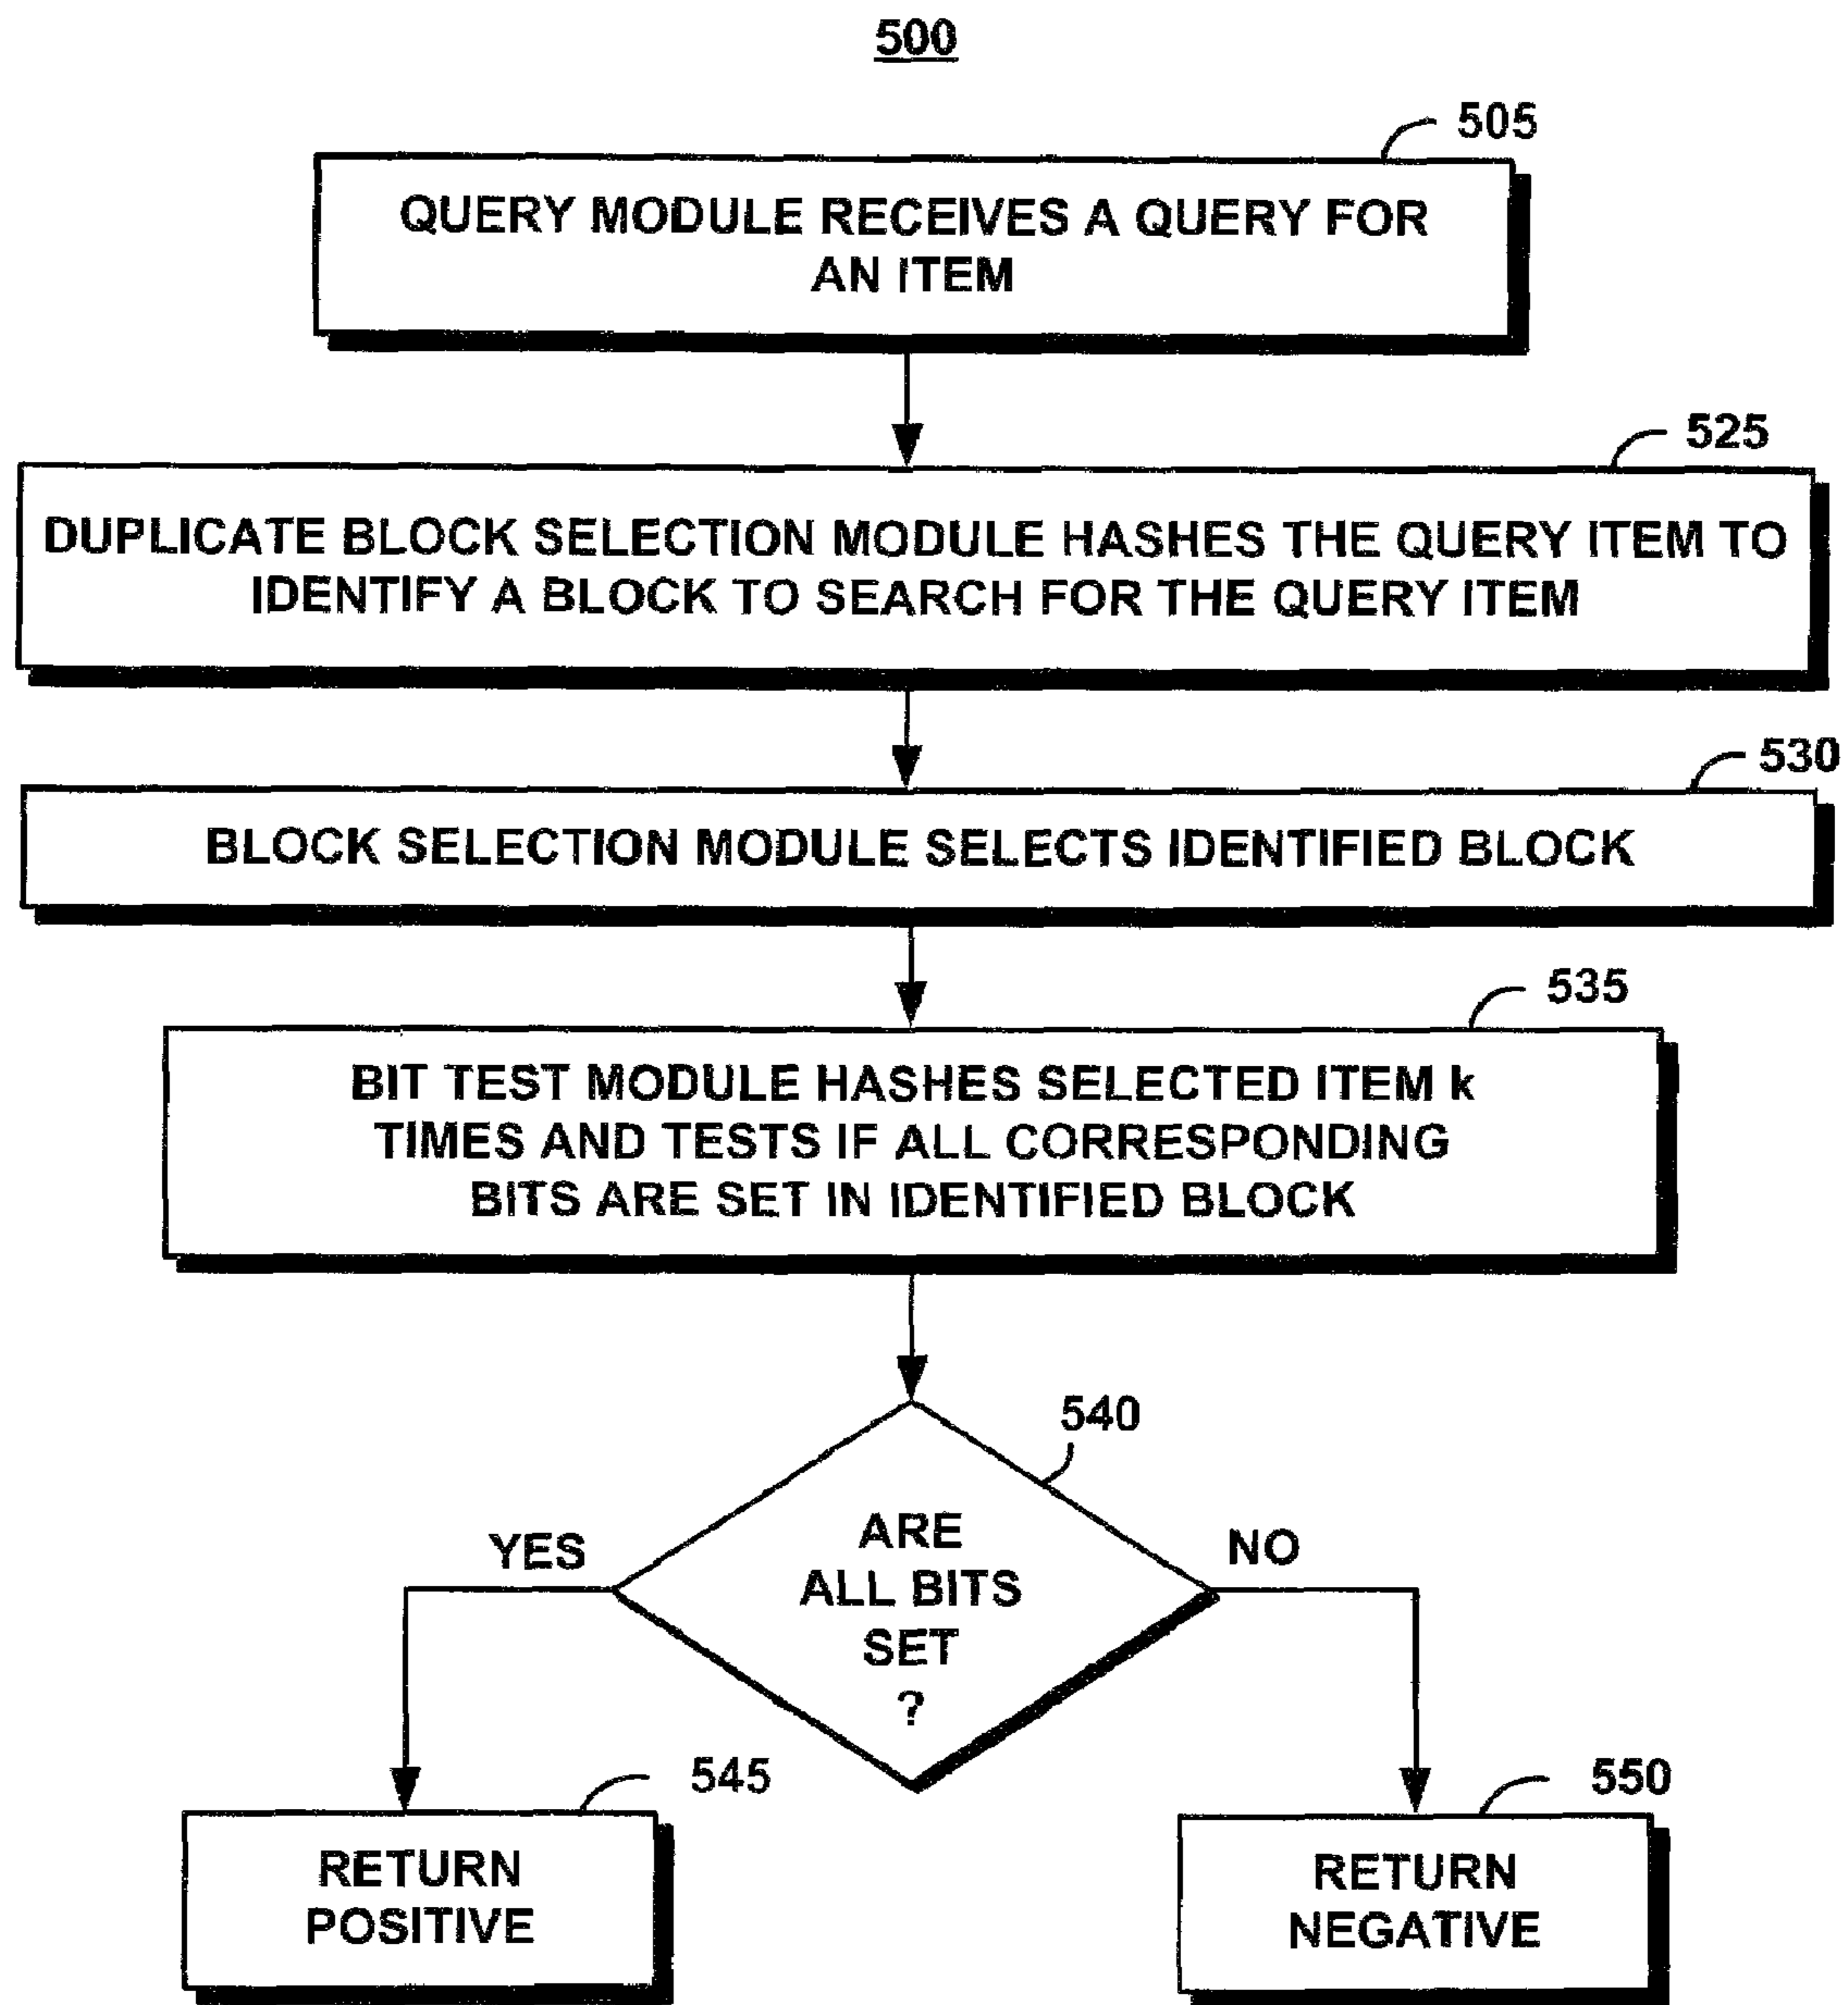 500
505
QUERY MODULE RECEIVES A QUERY FOR
AN ITEM
525
DUPLICATE BLOCK SELECTION MODULE HASHES THE QUERY ITEM TO
IDENTIFY A BLOCK TO SEARCH FOR THE QUERY ITEM
530
BLOCK SELECTION MODULE SELECTS IDENTIFIED BLOCK
535
BIT TEST MODULE HASHES SELECTED ITEM k
TIMES AND TESTS IF ALL CORRESPONDING
BITS ARE SET IN IDENTIFIED BLOCK
540
ARE
ALL BITS
SET
?
YES
NO
545
RETURN
POSITIVE
550
RETURN
NEGATIVE